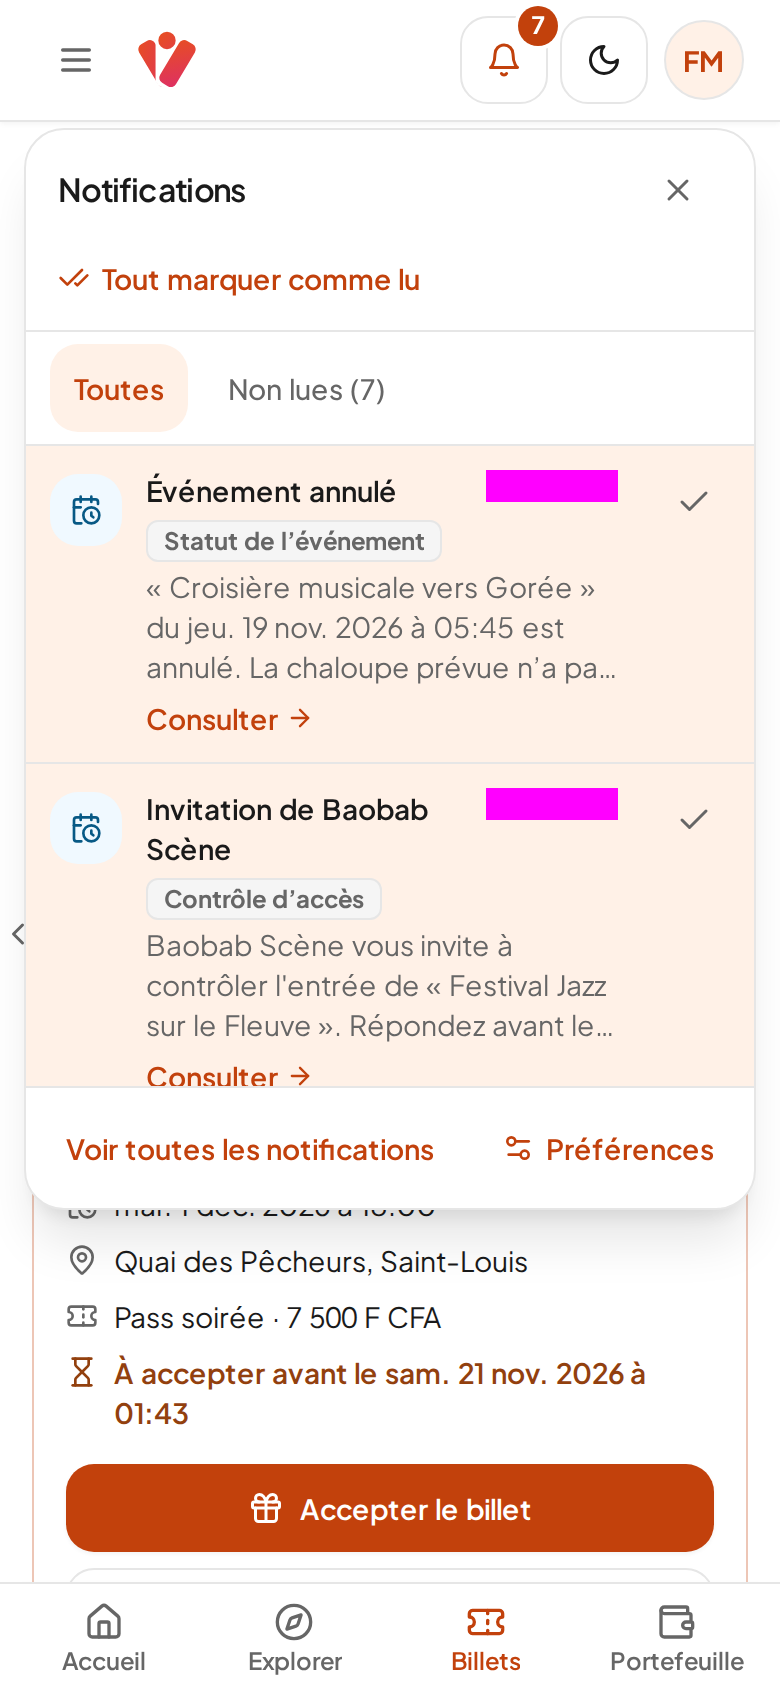 7
FM
Notifications
Tout marquer comme lu
Toutes
Non lues (7)
Événement annulé
Statut de l’événement
« Croisière musicale vers Gorée »
du jeu. 19 nov. 2026 à 05:45 est
annulé. La chaloupe prévue n’a pa…
Consulter
Invitation de Baobab
Scène
Contrôle d’accès
Baobab Scène vous invite à
contrôler l'entrée de « Festival Jazz
sur le Fleuve ». Répondez avant le…
Consulter
Voir toutes les notifications
Préférences
Quai des Pêcheurs, Saint-Louis
Pass soirée · 7 500 F CFA
À accepter avant le sam. 21 nov. 2026 à
01:43
Accepter le billet
Accueil
Explorer
Billets
Portefeuille